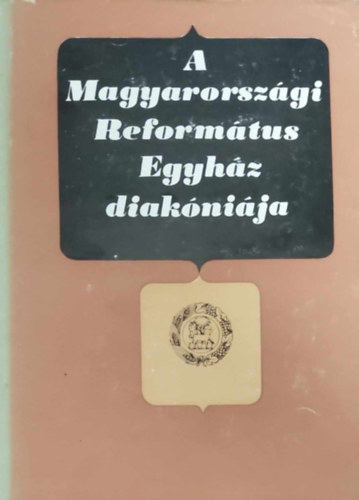 A
Magyarországi
Református
Egyház
diakóniája